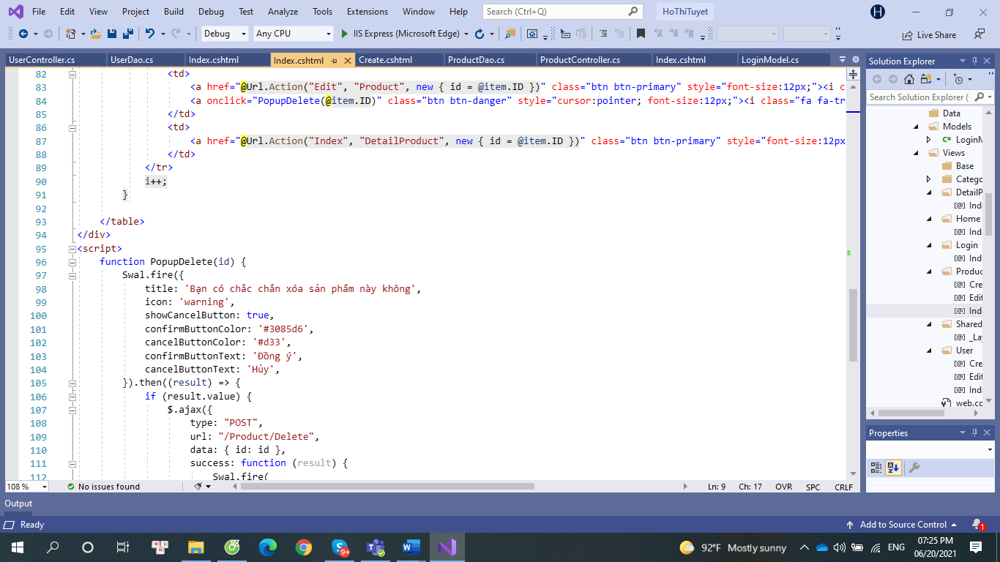 File Edit View Project Build Debug Test Analyze Tools Extensions Window Help Search (Ctrl+Q) HoThiTuyet H
Debug Any CPU IIS Express (Microsoft Edge) Live Share
UserController.cs UserDao.cs Index.cshtml Index.cshtml Create.cshtml ProductDao.cs ProductController.cs Index.cshtml LoginModel.cs
82 <td>
83 <a href="@Url.Action("Edit", "Product", new { id = @item.ID })" class="btn btn-primary" style="font-size:12px;"><i c
84 <a onclick="PopupDelete(@item.ID)" class="btn btn-danger" style="cursor:pointer; font-size:12px;"><i class="fa fa-tr
85 </td>
86 <td>
87 <a href="@Url.Action("Index", "DetailProduct", new { id = @item.ID })" class="btn btn-primary" style="font-size:12px
88 </td>
89 </tr>
90 i++;
91 }
92
93 </table>
94 </div>
95 <script>
96 function PopupDelete(id) {
97 Swal.fire({
98 title: 'Bạn có chắc chắn xóa sản phẩm này không',
99 icon: 'warning',
100 showCancelButton: true,
101 confirmButtonColor: '#3085d6',
102 cancelButtonColor: '#d33',
103 confirmButtonText: 'Đồng ý',
104 cancelButtonText: 'Hủy',
105 }).then((result) => {
106 if (result.value) {
107 $.ajax({
108 type: "POST",
109 url: "/Product/Delete",
110 data: { id: id },
111 success: function (result) {
112 Swal.fire(
108 % No issues found Ln: 9 Ch: 17 OVR SPC CRLF
Solution Explorer
Search Solution Explorer (
Data
Models
C# LoginM
Views
Base
Catego
DetailP
[@] Ind
Home
[@] Ind
Login
[@] Ind
Produc
[@] Cre
[@] Edit
[@] Ind
Shared
[@] _La
User
[@] Cre
[@] Edit
[@] Ind
web.cc
Properties
Output
Ready Add to Source Control 1
9+ 92°F Mostly sunny ENG 07:25 PM
06/20/2021